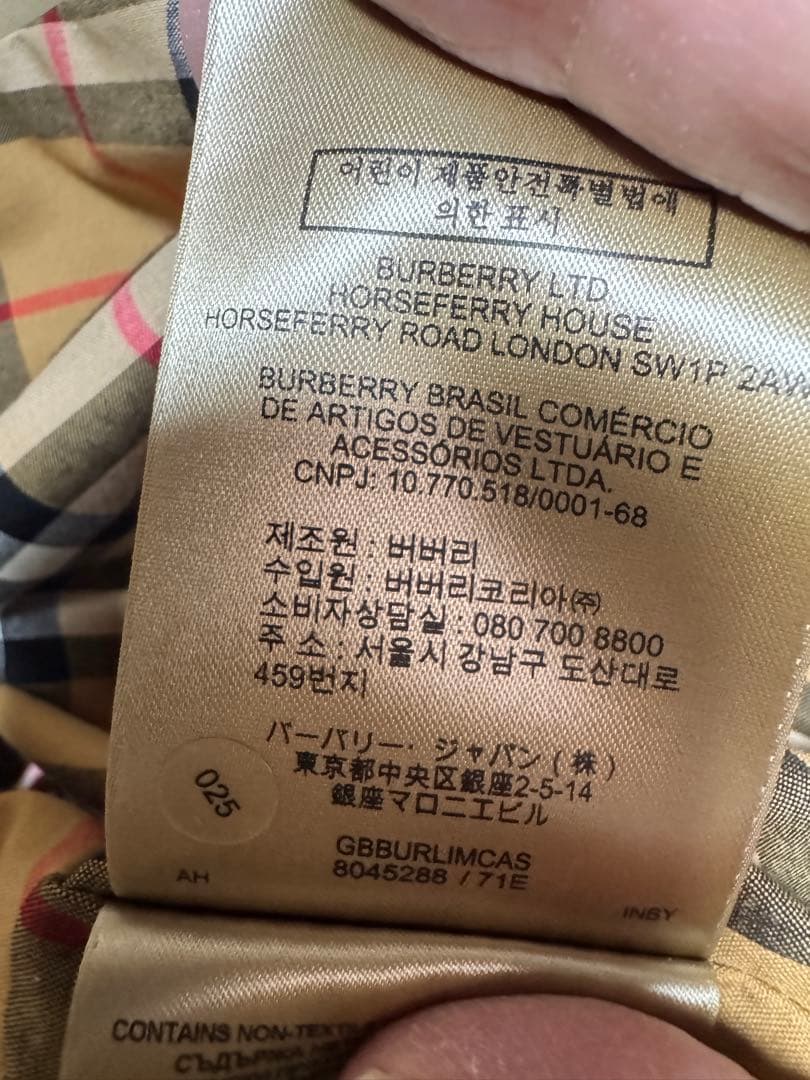 어린이제품안전특별법에
의한 표시
BURBERRY LTD
HORSEFERRY HOUSE
HORSEFERRY ROAD LONDON SW1P 2AW
BURBERRY BRASIL COMÉRCIO
DE ARTIGOS DE VESTUÁRIO E
ACESSÓRIOS LTDA.
CNPJ: 10.770.518/0001-68
제조원 : 버버리
수입원 : 버버리코리아㈜
소비자상담실 : 080 700 8800
주 소 : 서울시 강남구 도산대로
459번지
バーバリー・ジャパン(株)
東京都中央区銀座2-5-14
銀座マロニエビル
025
GBBURLIMCAS
8045288 / 71E
AH
INSY
CONTAINS